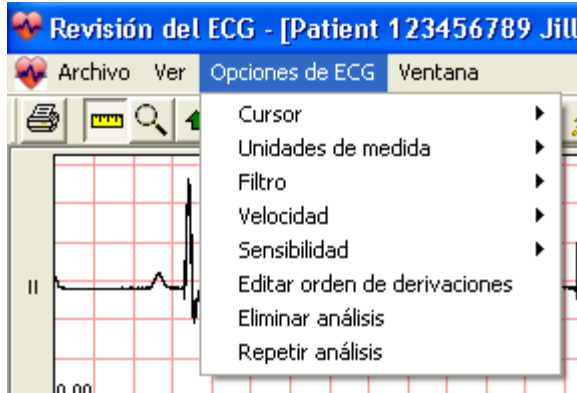 Revisión del ECG - [Patient 123456789 Jill
Archivo Ver Opciones de ECG Ventana
Cursor
Unidades de medida
Filtro
Velocidad
Sensibilidad
Editar orden de derivaciones
Eliminar análisis
Repetir análisis
II
0.00